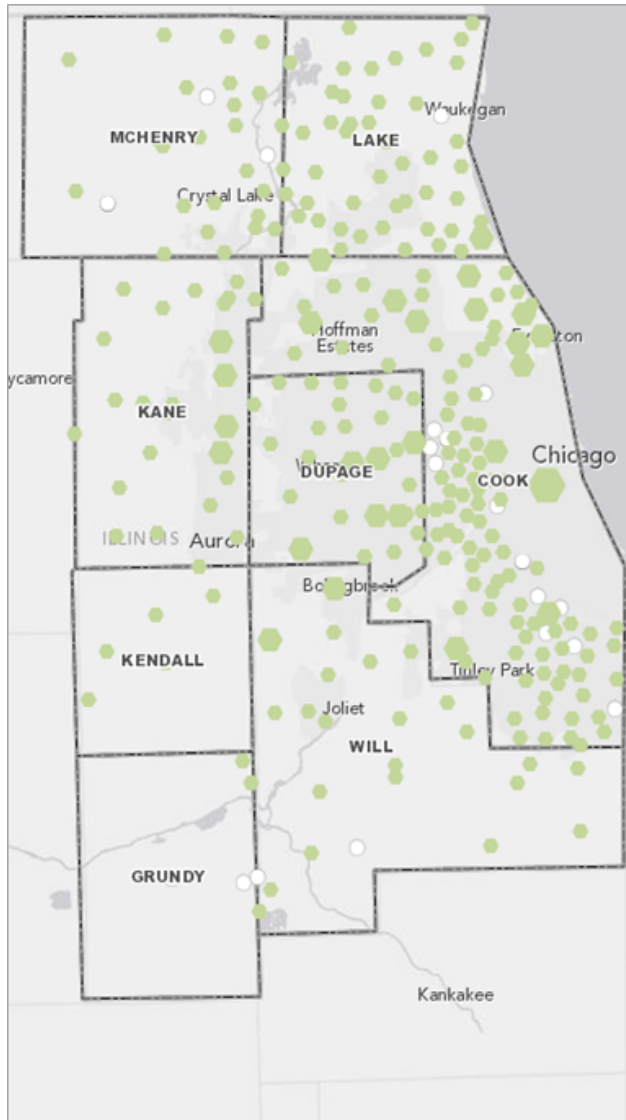 Waukegan
MCHENRY
LAKE
Crystal Lake
Hoffman
Estates
ycamore
KANE
Chicago
DUPAGE
COOK
ILLINOIS
Aurora
KENDALL
Tinley Park
Joliet
WILL
GRUNDY
Kankakee